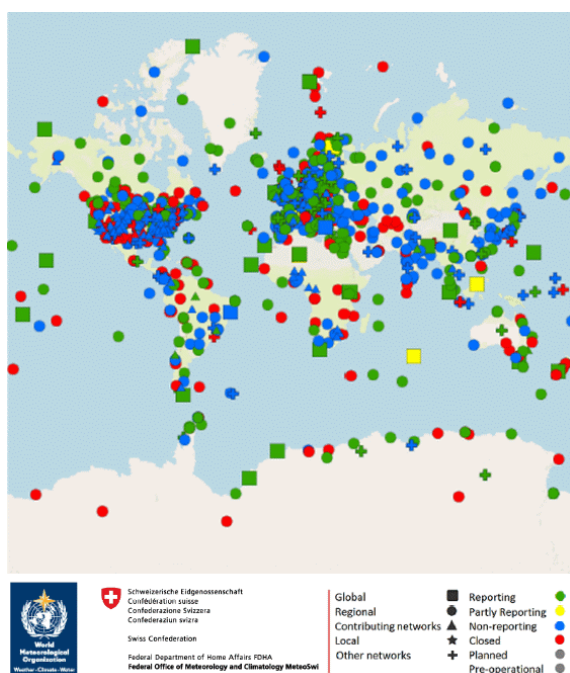 World
Meteorological
Organisation
Weather · Climate · Water
Schweizerische Eidgenossenschaft
Confédération suisse
Confederazione Svizzera
Confederaziun svizra
Swiss Confederation
Federal Department of Home Affairs FDHA
Federal Office of Meteorology and Climatology MeteoSwi
Global
Regional
Contributing networks
Local
Other networks
Reporting
Partly Reporting
Non-reporting
Closed
Planned
Pre-operational